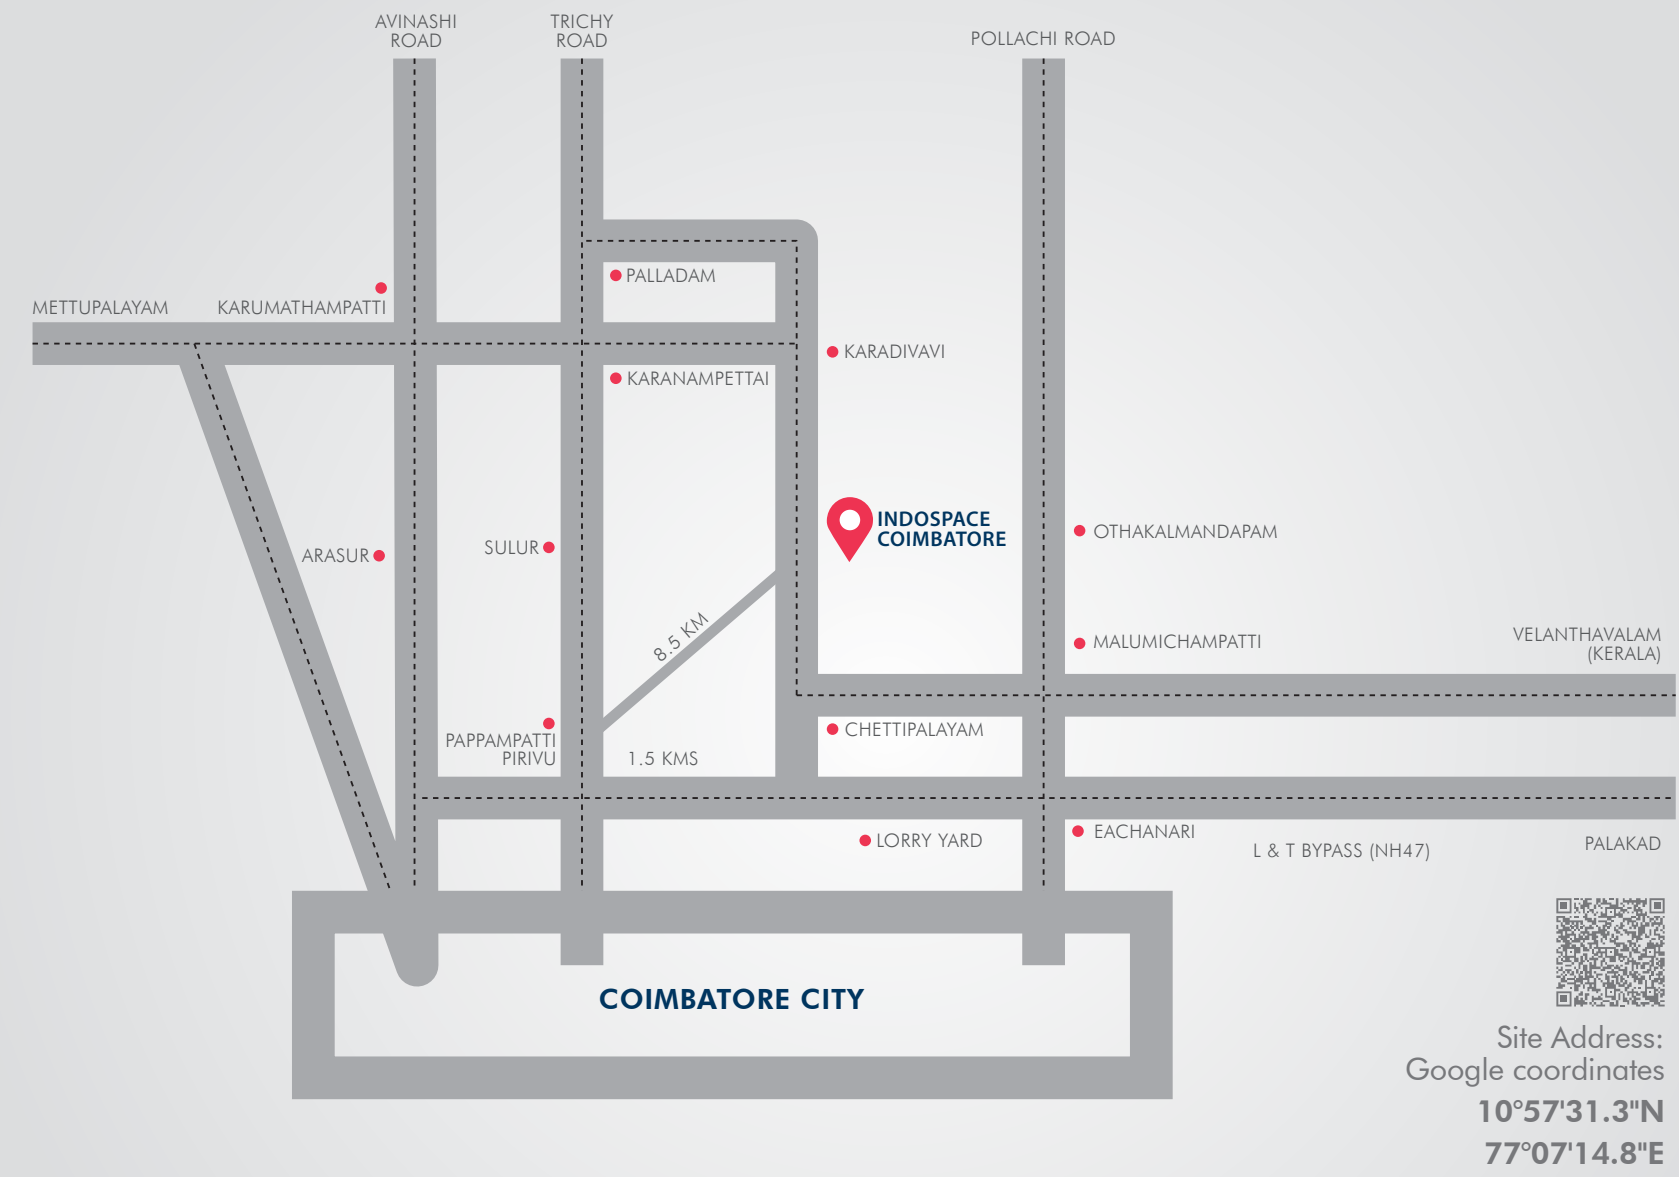 AVINASHI
ROAD
TRICHY
ROAD
POLLACHI ROAD
PALLADAM
METTUPALAYAM
KARUMATHAMPATTI
KARADIVAVI
KARANAMPETTAI
INDOSPACE
COIMBATORE
OTHAKALMANDAPAM
ARASUR
SULUR
8.5 KM
MALUMICHAMPATTI
VELANTHAVALAM
(KERALA)
PAPPAMPATTI
PIRIVU
1.5 KMS
CHETTIPALAYAM
LORRY YARD
EACHANARI
L & T BYPASS (NH47)
PALAKAD
COIMBATORE CITY
Site Address:
Google coordinates
10°57'31.3"N
77°07'14.8"E